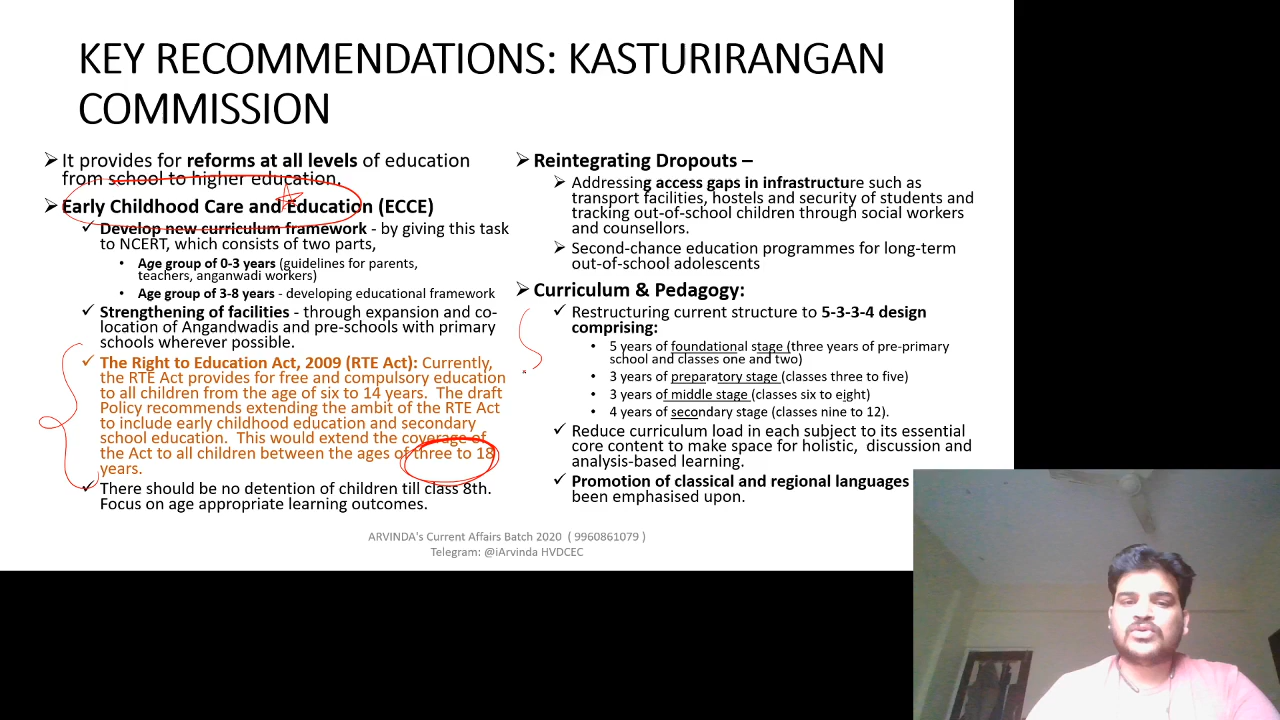 KEY RECOMMENDATIONS: KASTURIRANGAN
COMMISSION
It provides for reforms at all levels of education
from school to higher education.
Early Childhood Care and Education (ECCE)
Develop new curriculum framework - by giving this task
to NCERT, which consists of two parts,
Age group of 0-3 years (guidelines for parents,
teachers, anganwadi workers)
Age group of 3-8 years - developing educational framework
Strengthening of facilities - through expansion and co-
location of Angandwadis and pre-schools with primary
schools wherever possible.
The Right to Education Act, 2009 (RTE Act): Currently,
the RTE Act provides for free and compulsory education
to all children from the age of six to 14 years.  The draft
Policy recommends extending the ambit of the RTE Act
to include early childhood education and secondary
school education.  This would extend the coverage of
the Act to all children between the ages of three to 18
years.
There should be no detention of children till class 8th.
Focus on age appropriate learning outcomes.
Reintegrating Dropouts –
Addressing access gaps in infrastructure such as
transport facilities, hostels and security of students and
tracking out-of-school children through social workers
and counsellors.
Second-chance education programmes for long-term
out-of-school adolescents
Curriculum & Pedagogy:
Restructuring current structure to 5-3-3-4 design
comprising:
5 years of foundational stage (three years of pre-primary
school and classes one and two)
3 years of preparatory stage (classes three to five)
3 years of middle stage (classes six to eight)
4 years of secondary stage (classes nine to 12).
Reduce curriculum load in each subject to its essential
core content to make space for holistic,  discussion and
analysis-based learning.
Promotion of classical and regional languages
been emphasised upon.
ARVINDA's Current Affairs Batch 2020  ( 9960861079 )
Telegram: @iArvinda HVDCEC